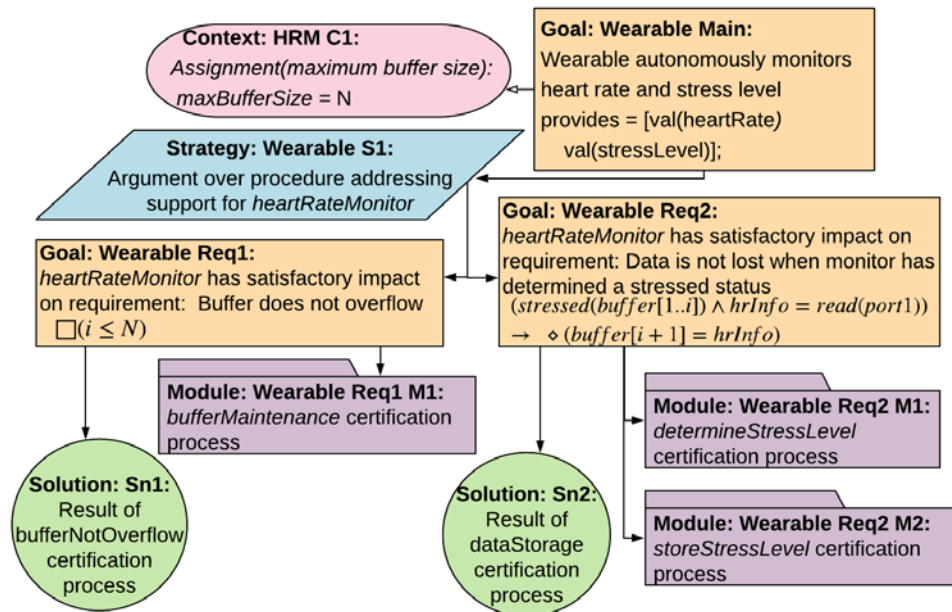 Context: HRM C1:
Assignment(maximum buffer size):
maxBufferSize = N
Goal: Wearable Main:
Wearable autonomously monitors
heart rate and stress level
provides = [val(heartRate)
val(stressLevel)];
Strategy: Wearable S1:
Argument over procedure addressing
support for heartRateMonitor
Goal: Wearable Req1:
heartRateMonitor has satisfactory impact
on requirement: Buffer does not overflow
□(i ≤ N)
Goal: Wearable Req2:
heartRateMonitor has satisfactory impact on
requirement: Data is not lost when monitor has
determined a stressed status
(stressed(buffer[1..i]) ∧ hrInfo = read(port1))
→ ⋄(buffer[i + 1] = hrInfo)
Module: Wearable Req1 M1:
bufferMaintenance certification
process
Module: Wearable Req2 M1:
determineStressLevel
certification process
Solution: Sn1:
Result of
bufferNotOverflow
certification
process
Solution: Sn2:
Result of
dataStorage
certification
process
Module: Wearable Req2 M2:
storeStressLevel certification
process